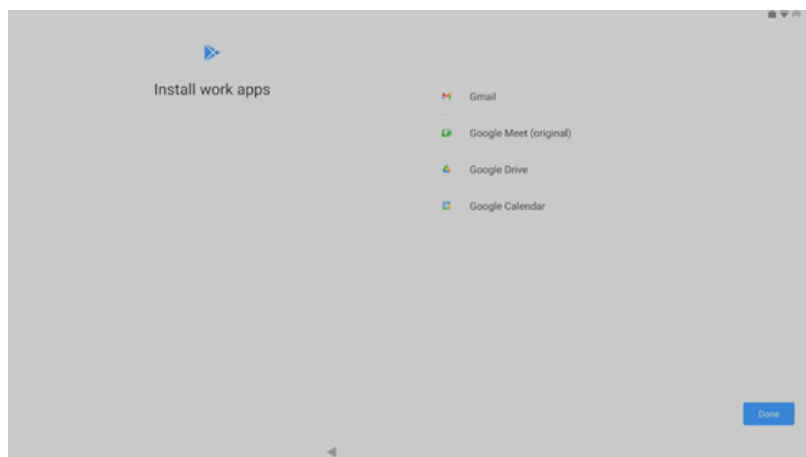 Install work apps
Gmail
Google Meet (original)
Google Drive
Google Calendar
Done